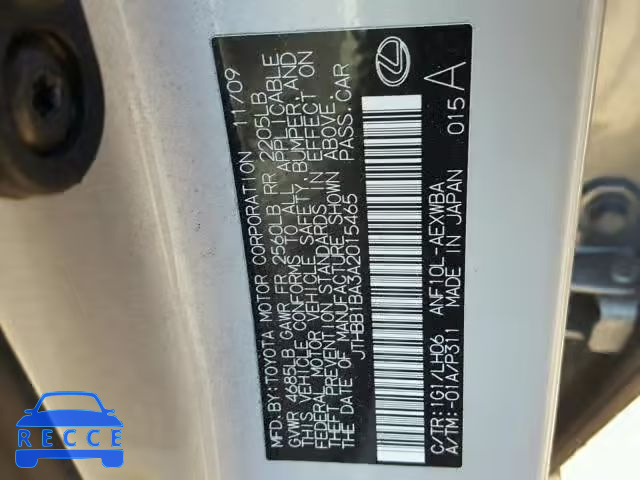 MFD.BY:TOYOTA MOTOR CORPORATION 11/09
GVWR 4685LB GAWR FR 2560LB RR 2205LB
THIS VEHICLE CONFORMS TO ALL APPLICABLE
FEDERAL MOTOR VEHICLE SAFETY, BUMPER, AND
THEFT PREVENTION STANDARDS IN EFFECT ON
THE DATE OF MANUFACTURE SHOWN ABOVE.
JTHBB1BA3A2015465 PASS.CAR
C/TR:1G1/LH06 ANF10L-AEXWBA 015 A
A/TM:-01A/P311 MADE IN JAPAN